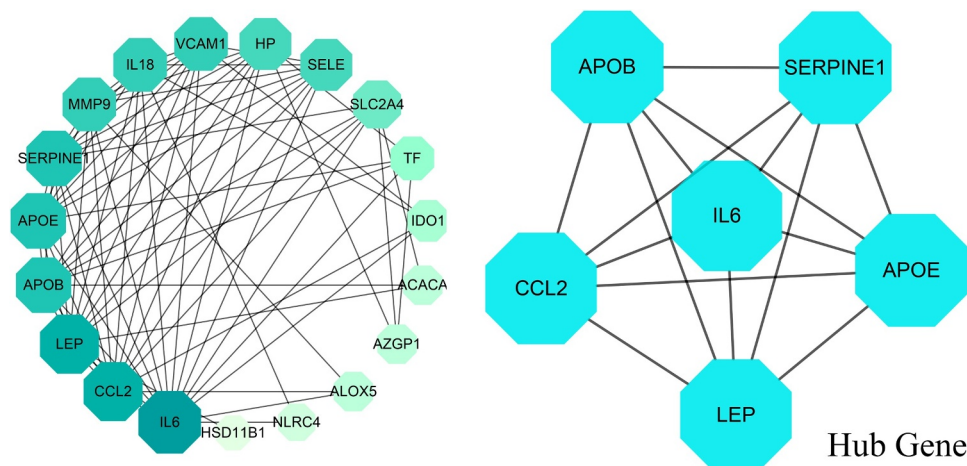 VCAM1
HP
IL18
SELE
MMP9
SLC2A4
SERPINE1
TF
APOE
IDO1
APOB
ACACA
LEP
AZGP1
CCL2
ALOX5
IL6
NLRC4
HSD11B1
APOB
SERPINE1
IL6
CCL2
APOE
LEP
Hub Gene